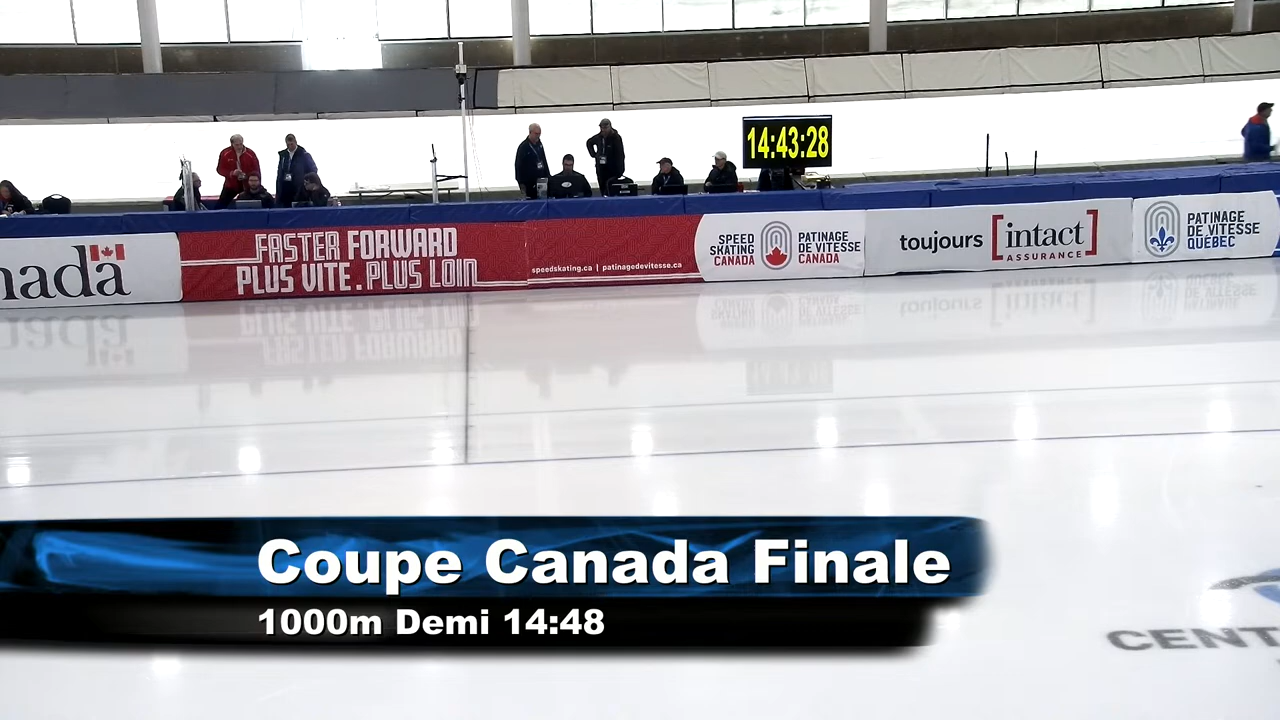 14:43:28
nada
FASTER FORWARD
PLUS VITE. PLUS LOIN
speedskating.ca | patinagedevitesse.ca
SPEED
SKATING
CANADA
PATINAGE
DE VITESSE
CANADA
toujours
[intact]
ASSURANCE
PATINAGE
DE VITESSE
QUÉBEC
Coupe Canada Finale
1000m Demi 14:48
CENT